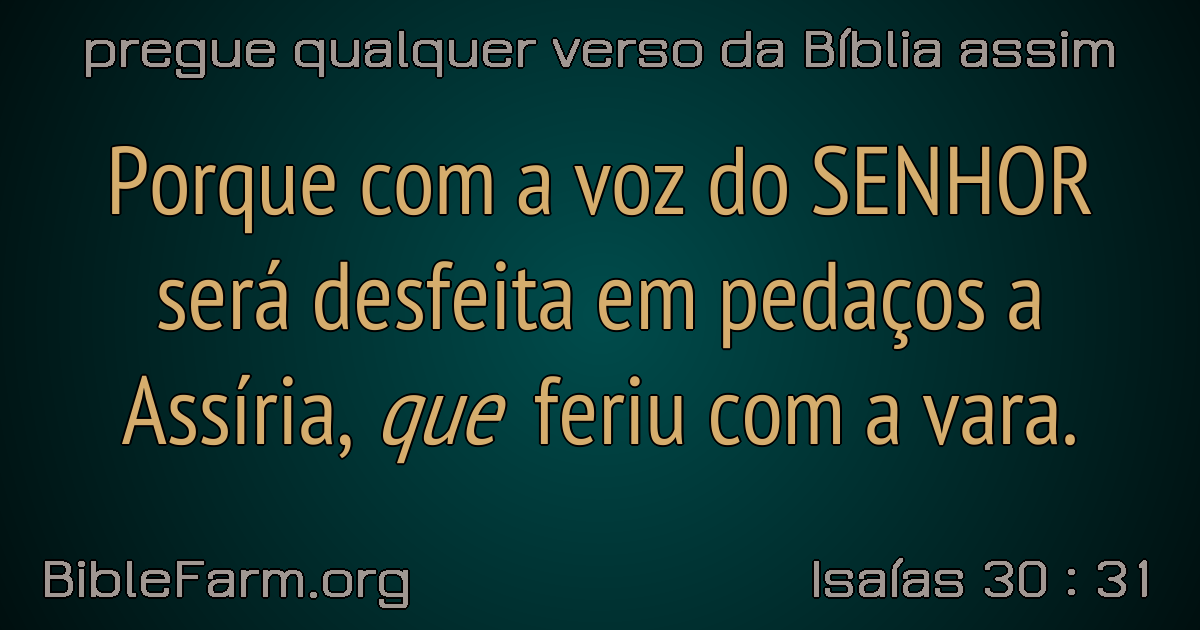 pregue qualquer verso da Bíblia assim
Porque com a voz do SENHOR
será desfeita em pedaços a
Assíria, que feriu com a vara.
BibleFarm.org
Isaías 30 : 31